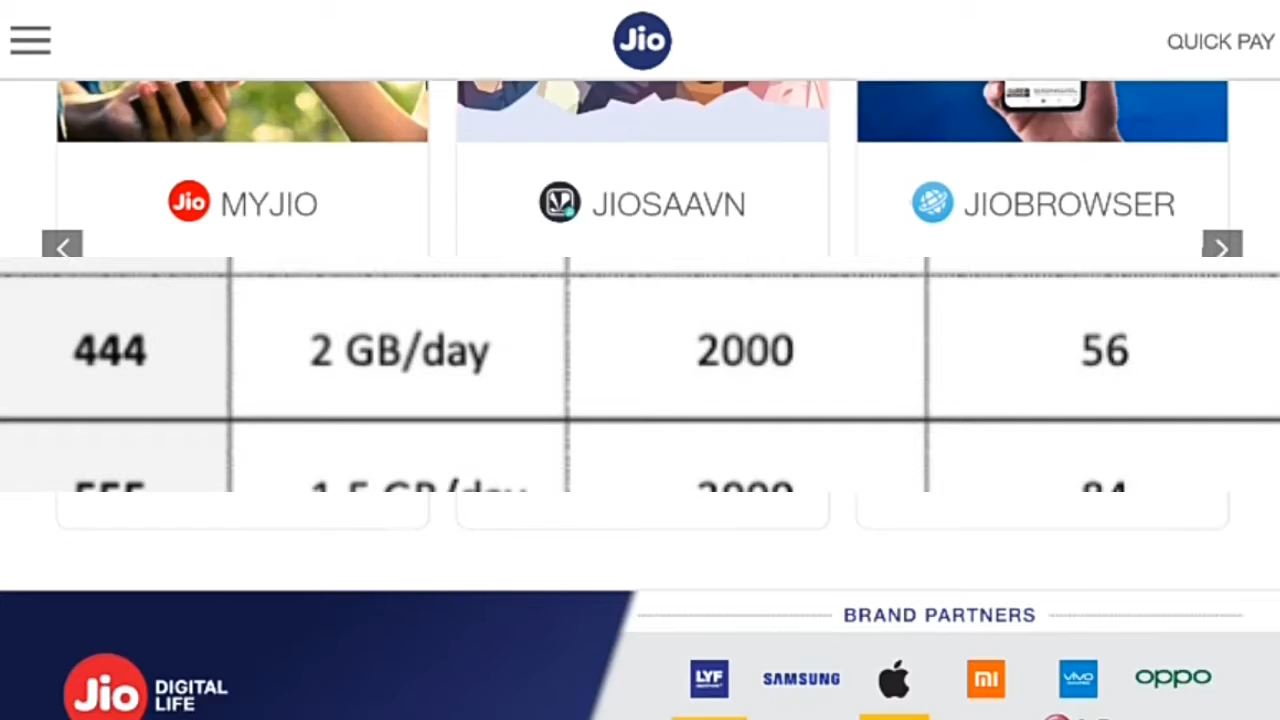 Jio
QUICK PAY
Jio MYJIO
JIOSAAVN
JIOBROWSER
444 2 GB/day 2000 56
BRAND PARTNERS
Jio DIGITAL LIFE
LYF SAMSUNG mi vivo oppo